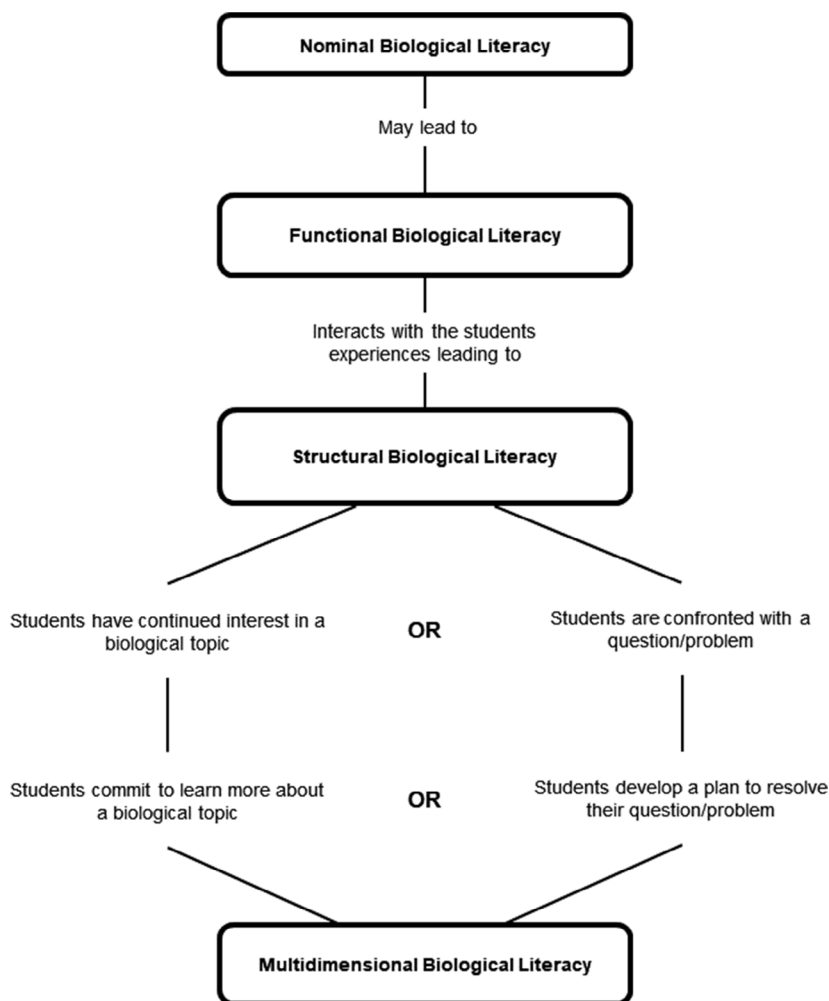 Nominal Biological Literacy
May lead to
Functional Biological Literacy
Interacts with the students
experiences leading to
Structural Biological Literacy
Students have continued interest in a
biological topic
OR
Students are confronted with a
question/problem
Students commit to learn more about
a biological topic
OR
Students develop a plan to resolve
their question/problem
Multidimensional Biological Literacy